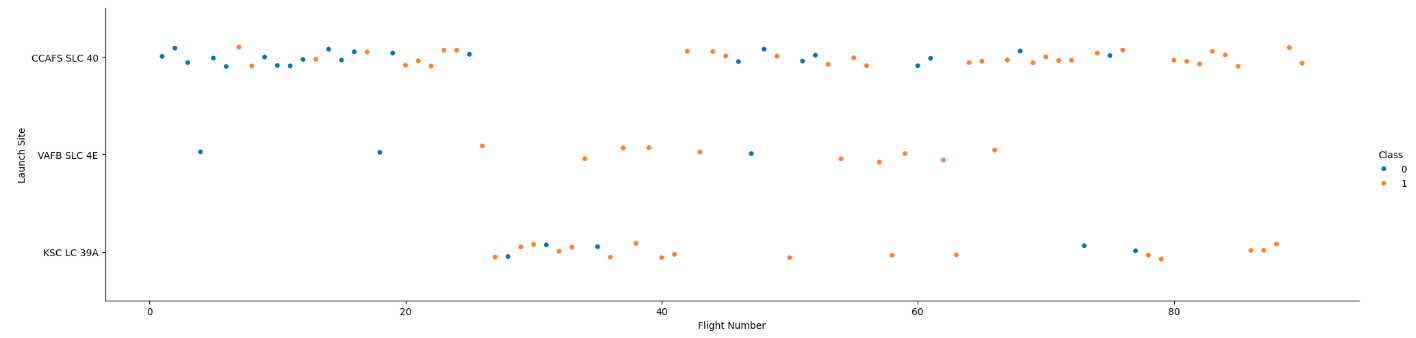 CCAFS SLC 40
VAFB SLC 4E
KSC LC 39A
Launch Site
0
20
40
60
80
Flight Number
Class
0
1